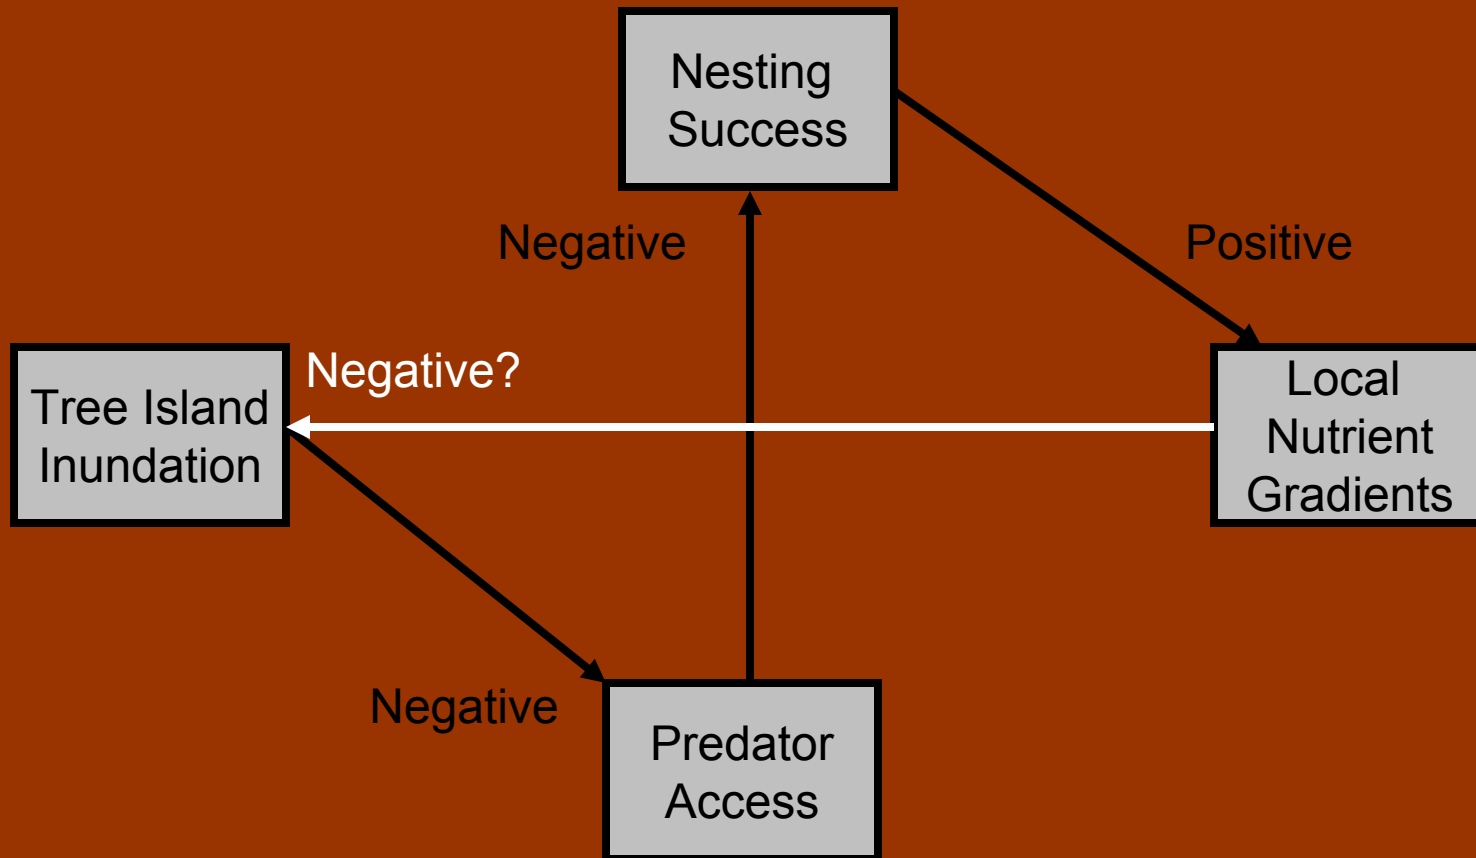 Nesting
Success
Negative
Positive
Negative?
Tree Island
Inundation
Local
Nutrient
Gradients
Negative
Predator
Access